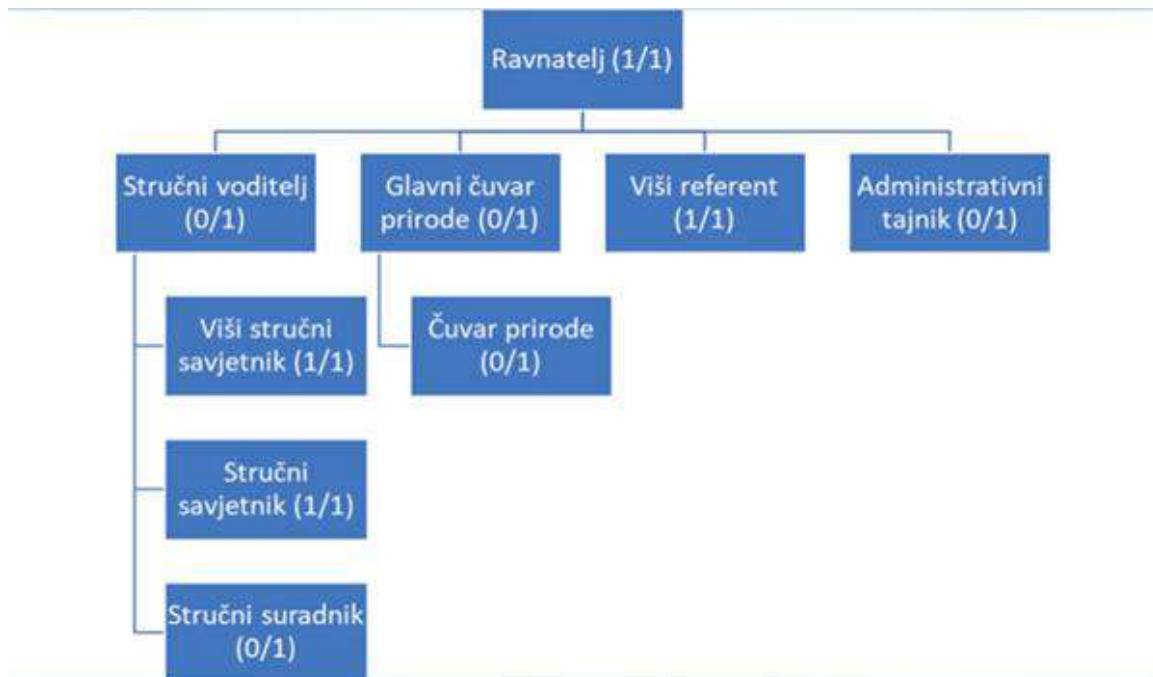 Ravnatelj (1/1)
Stručni voditelj
(0/1)
Glavni čuvar
prirode (0/1)
Viši referent
(1/1)
Administrativni
tajnik (0/1)
Viši stručni
savjetnik (1/1)
Čuvar prirode
(0/1)
Stručni
savjetnik (1/1)
Stručni suradnik
(0/1)